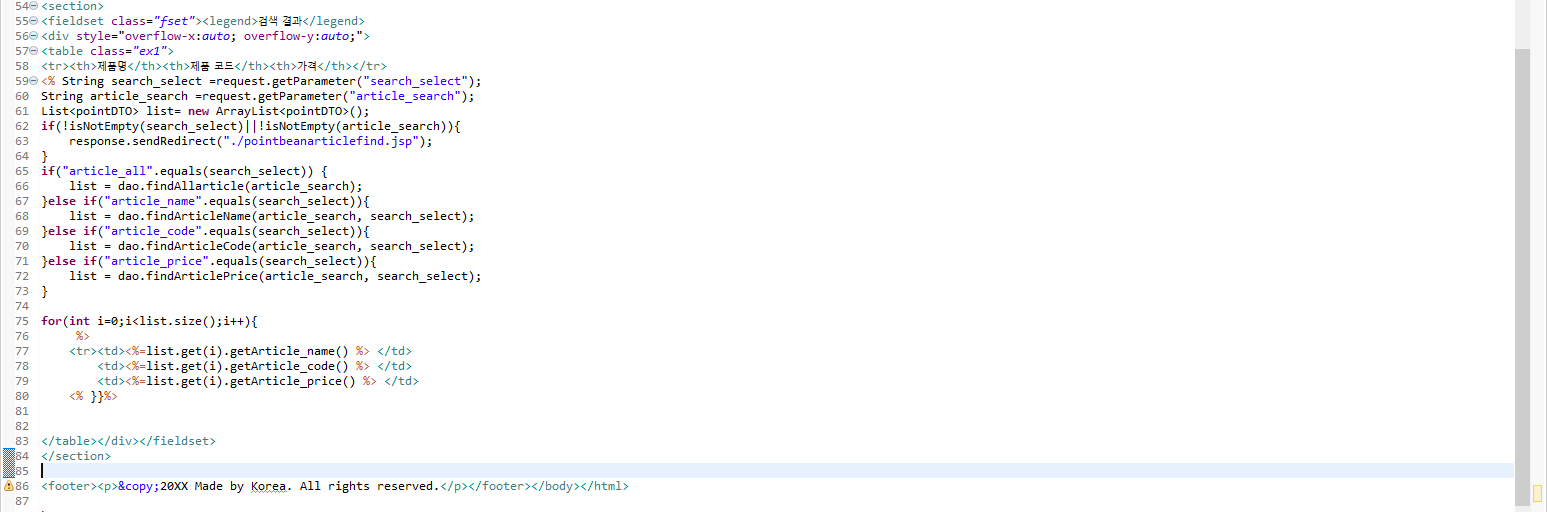 54 <section>
55 <fieldset class="fset"><legend>검색 결과</legend>
56 <div style="overflow-x:auto; overflow-y:auto;">
57 <table class="ex1">
58 <tr><th>제품명</th><th>제품 코드</th><th>가격</th></tr>
59 <% String search_select =request.getParameter("search_select");
60 String article_search =request.getParameter("article_search");
61 List<pointDTO> list= new ArrayList<pointDTO>();
62 if(!isNotEmpty(search_select)||!isNotEmpty(article_search)){
63     response.sendRedirect("./pointbeanarticlefind.jsp");
64 }
65 if("article_all".equals(search_select)) {
66     list = dao.findAllarticle(article_search);
67 }else if("article_name".equals(search_select)){
68     list = dao.findArticleName(article_search, search_select);
69 }else if("article_code".equals(search_select)){
70     list = dao.findArticleCode(article_search, search_select);
71 }else if("article_price".equals(search_select)){
72     list = dao.findArticlePrice(article_search, search_select);
73 }
74
75 for(int i=0;i<list.size();i++){
76      %>
77     <tr><td><%=list.get(i).getArticle_name() %> </td>
78         <td><%=list.get(i).getArticle_code() %> </td>
79         <td><%=list.get(i).getArticle_price() %> </td>
80     <% }}%>
81
82
83 </table></div></fieldset>
84 </section>
85
86 <footer><p>&copy;20XX Made by Korea. All rights reserved.</p></footer></body></html>
87